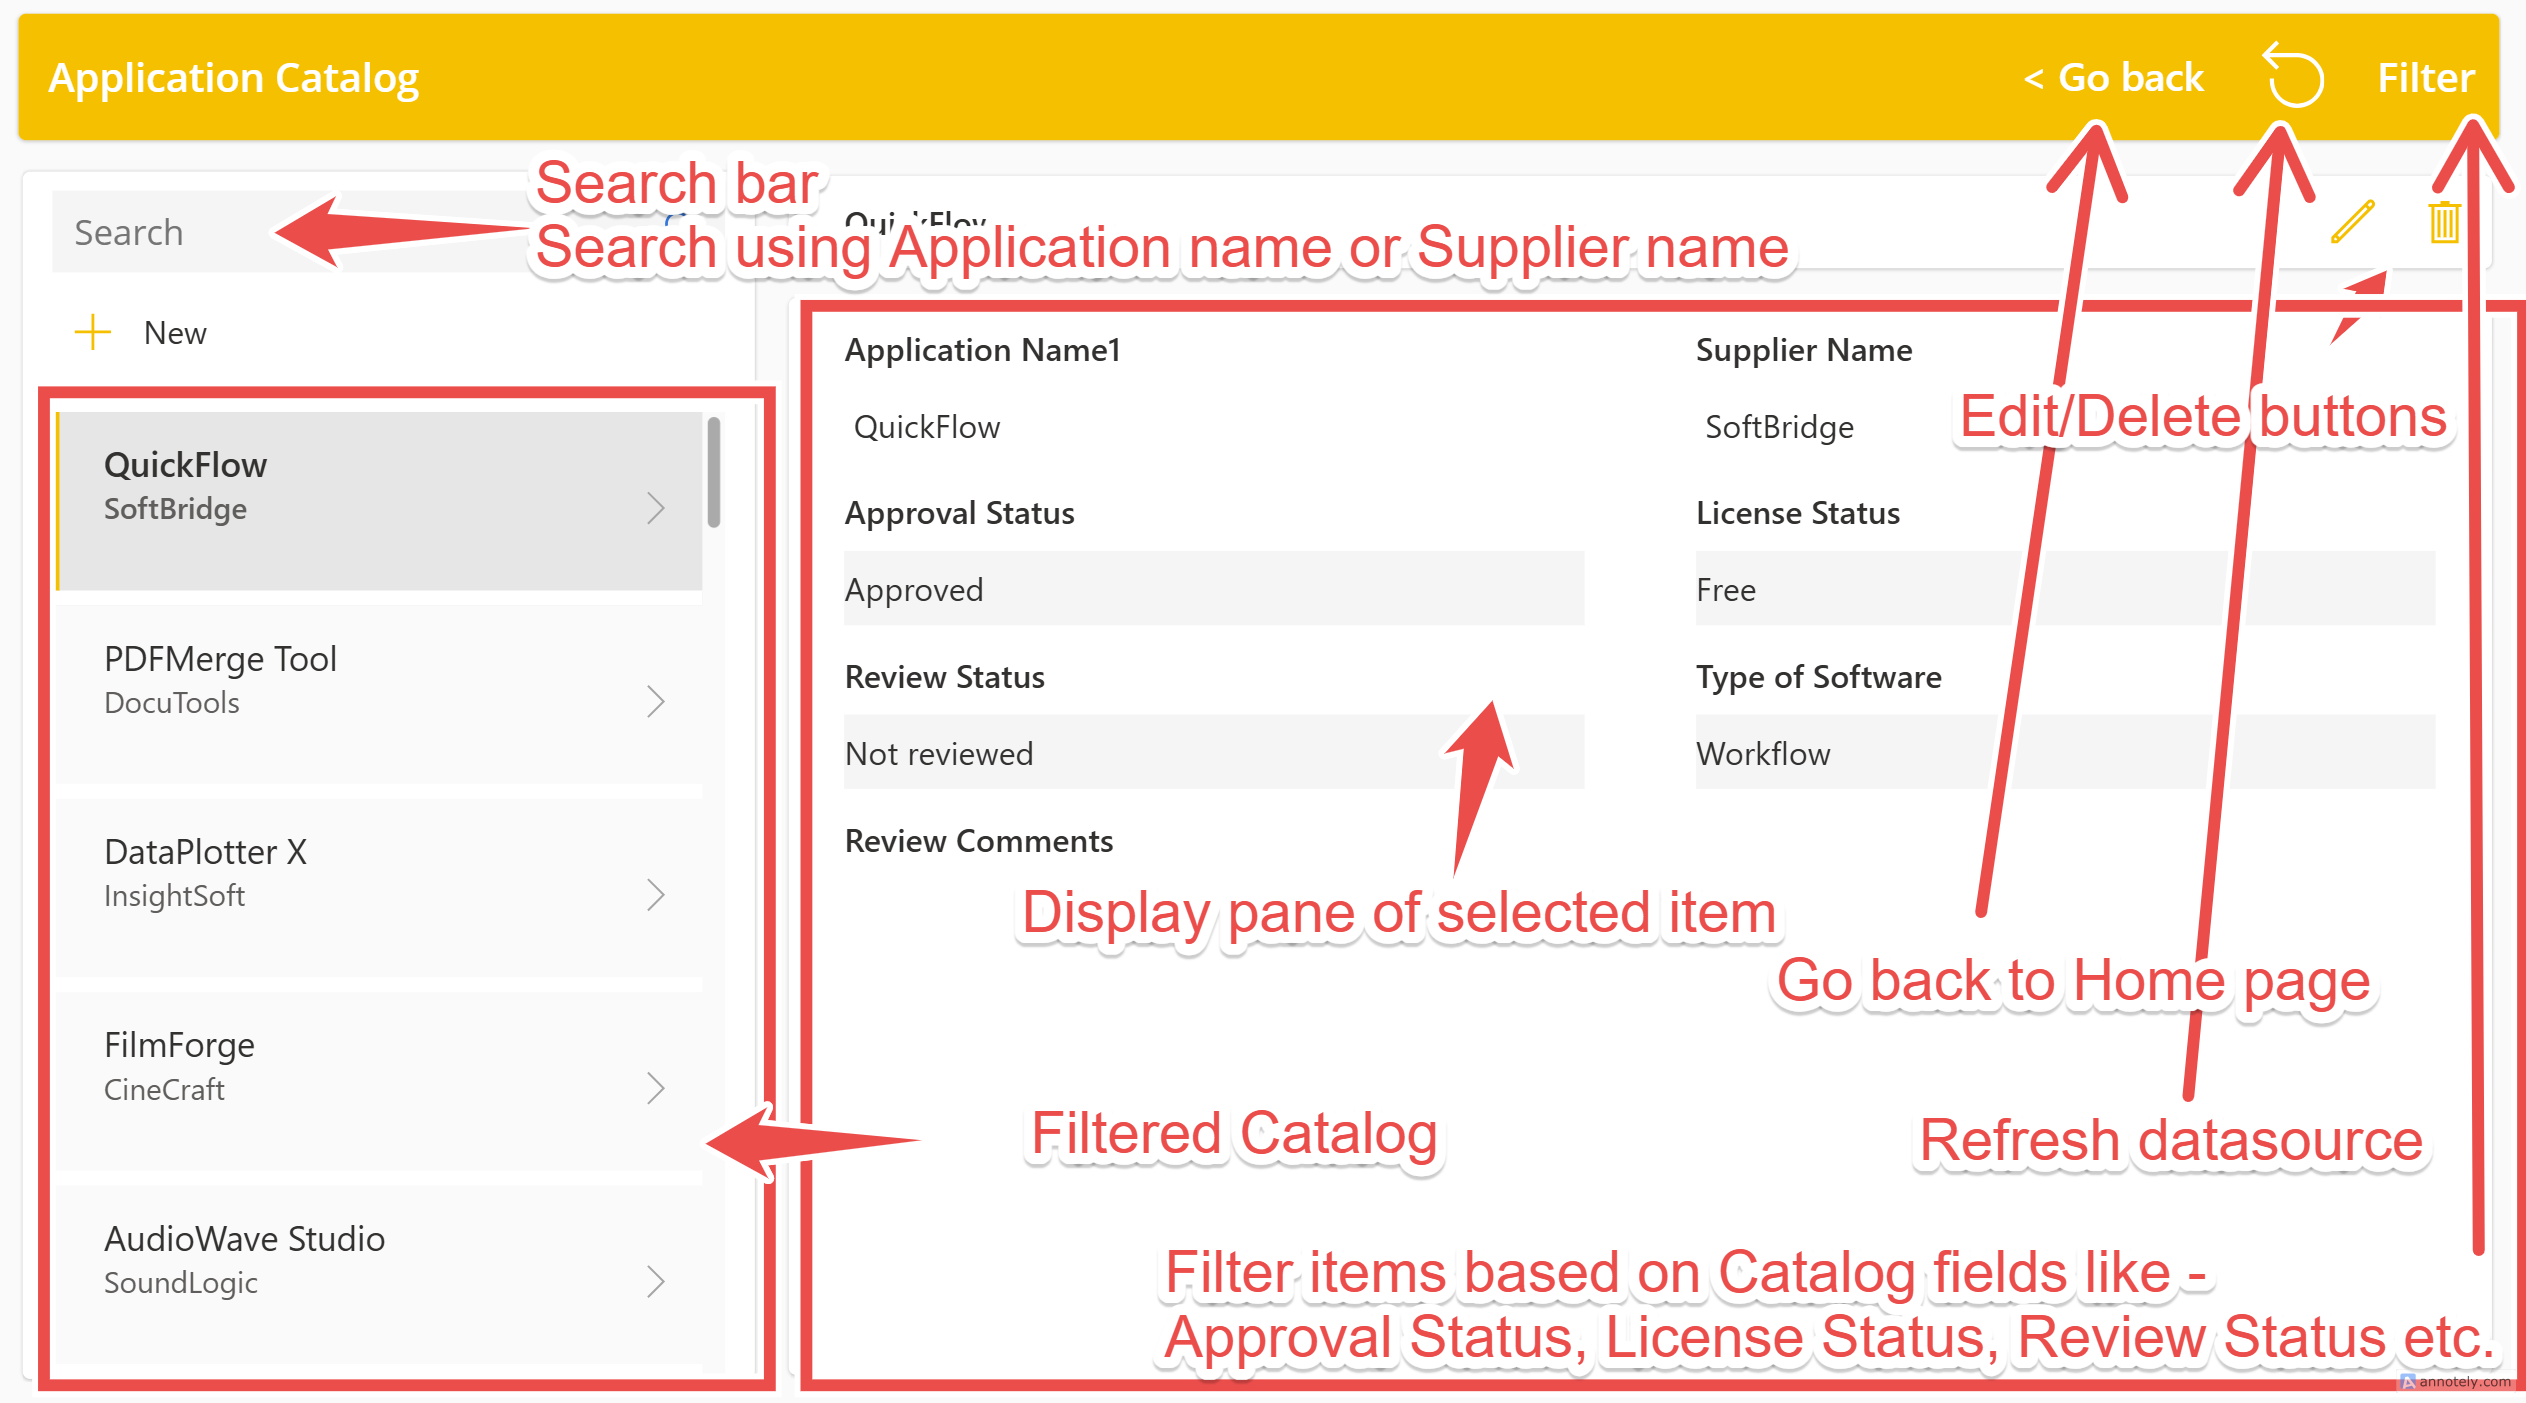 Application Catalog
< Go back
Filter
Search
Search bar
Search using Application name or Supplier name
New
QuickFlow
SoftBridge
PDFMerge Tool
DocuTools
DataPlotter X
InsightSoft
FilmForge
CineCraft
AudioWave Studio
SoundLogic
Application Name1
Supplier Name
QuickFlow
SoftBridge
Edit/Delete buttons
Approval Status
License Status
Approved
Free
Review Status
Type of Software
Not reviewed
Workflow
Review Comments
Display pane of selected item
Go back to Home page
Filtered Catalog
Refresh datasource
Filter items based on Catalog fields like -
Approval Status, License Status, Review Status etc.
annotely.com